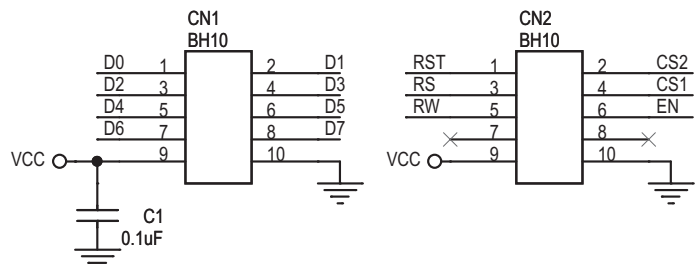 CN1
BH10
D0 1 2 D1
D2 3 4 D3
D4 5 6 D5
D6 7 8 D7
VCC 9 10
C1
0.1uF
CN2
BH10
RST 1 2 CS2
RS 3 4 CS1
RW 5 6 EN
7 8
VCC 9 10